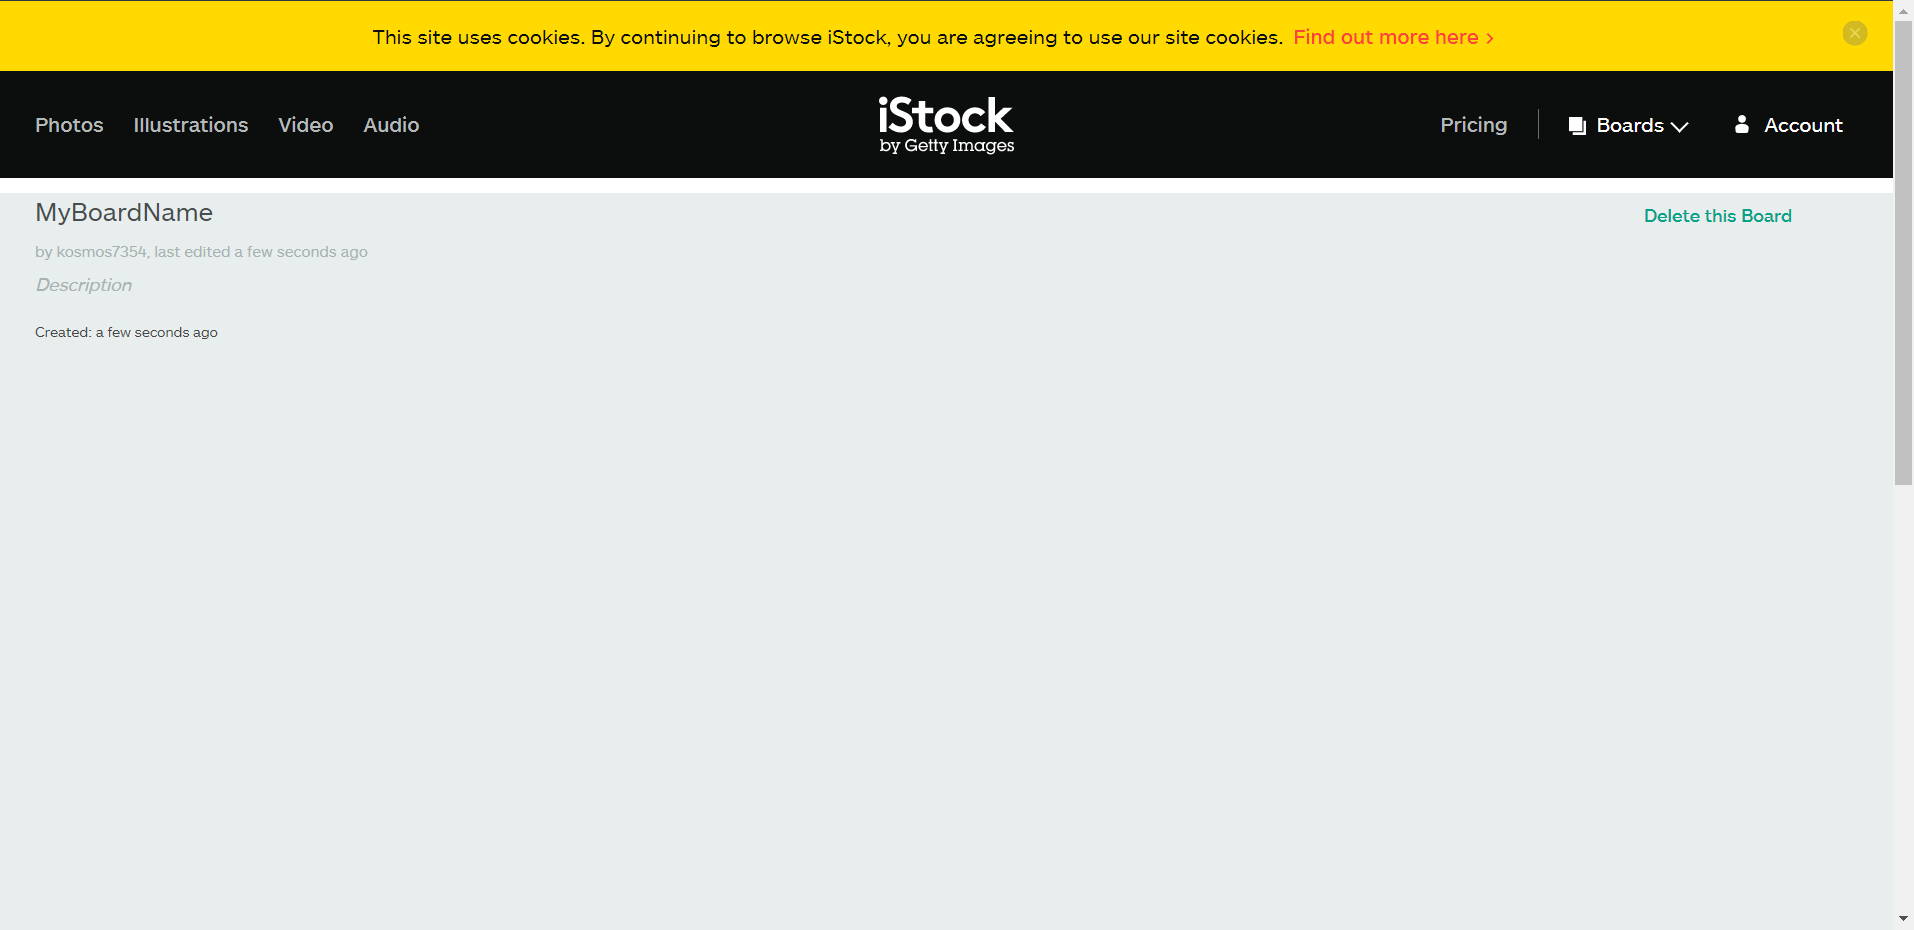 This site uses cookies. By continuing to browse iStock, you are agreeing to use our site cookies. Find out more here ›
Photos Illustrations Video Audio
iStock
by Getty Images
Pricing Boards Account
MyBoardName
Delete this Board
by kosmos7354, last edited a few seconds ago
Description
Created: a few seconds ago